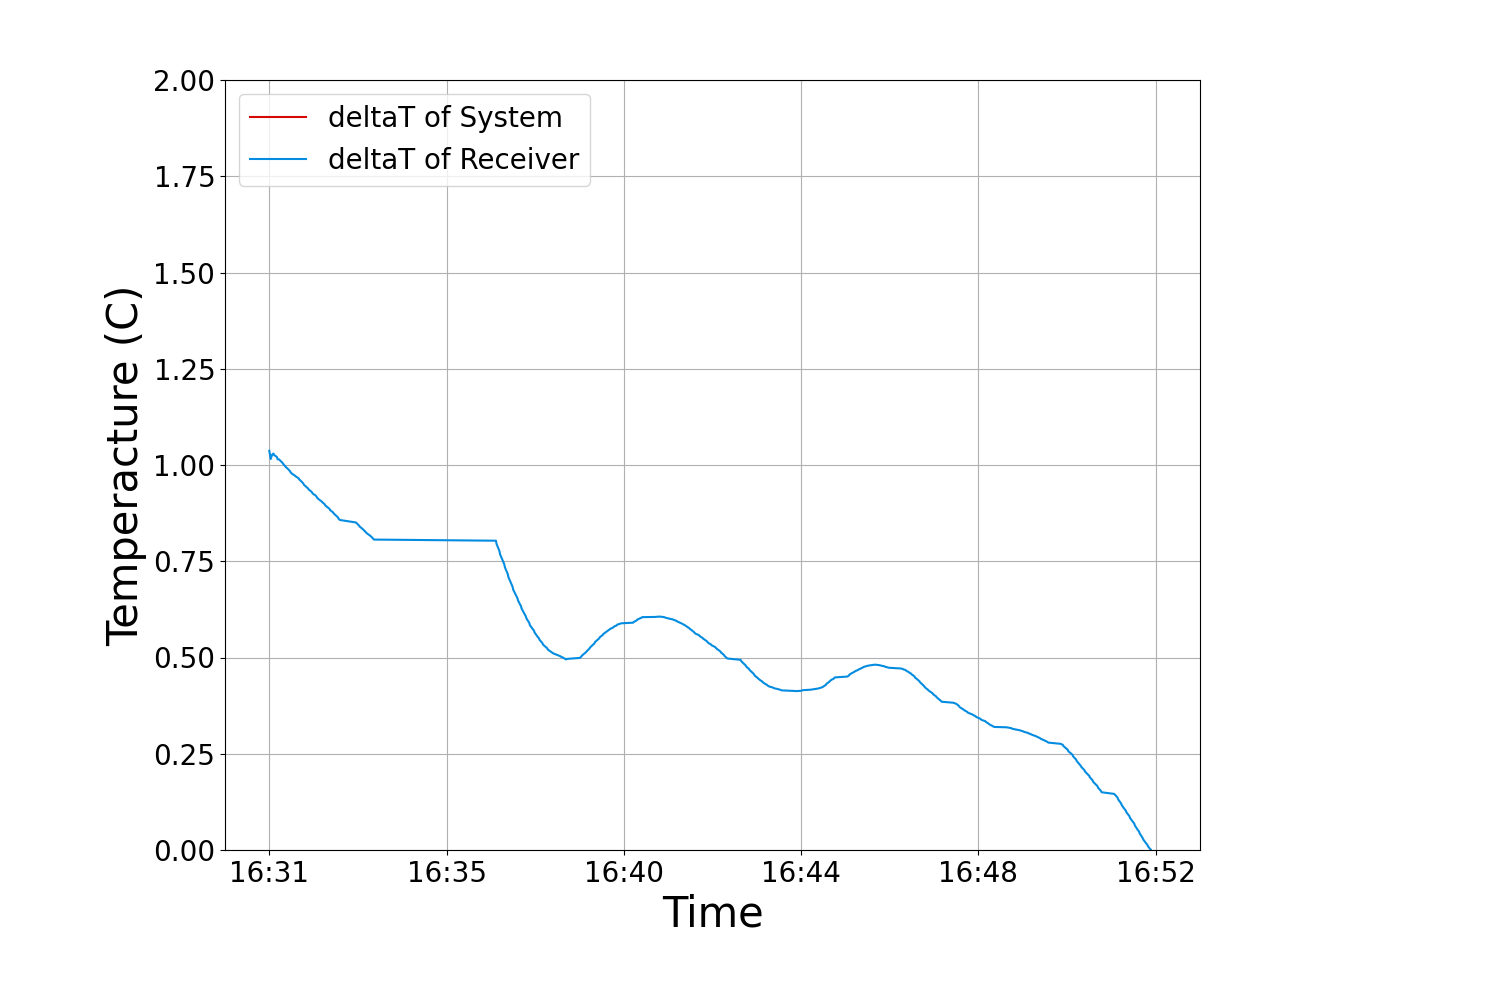 2.00
1.75
1.50
1.25
1.00
0.75
0.50
0.25
0.00
deltaT of System
deltaT of Receiver
Temperacture (C)
16:31 16:35 16:40 16:44 16:48 16:52
Time